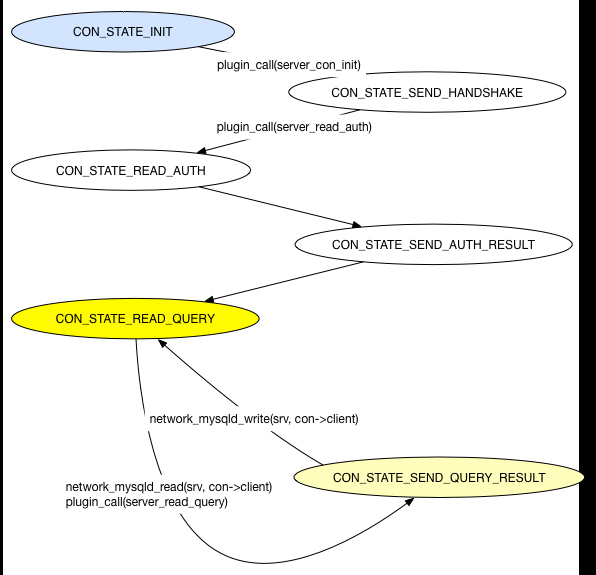 CON_STATE_INIT
plugin_call(server_con_init)
CON_STATE_SEND_HANDSHAKE
plugin_call(server_read_auth)
CON_STATE_READ_AUTH
CON_STATE_SEND_AUTH_RESULT
CON_STATE_READ_QUERY
network_mysqld_write(srv, con->client)
CON_STATE_SEND_QUERY_RESULT
network_mysqld_read(srv, con->client)
plugin_call(server_read_query)